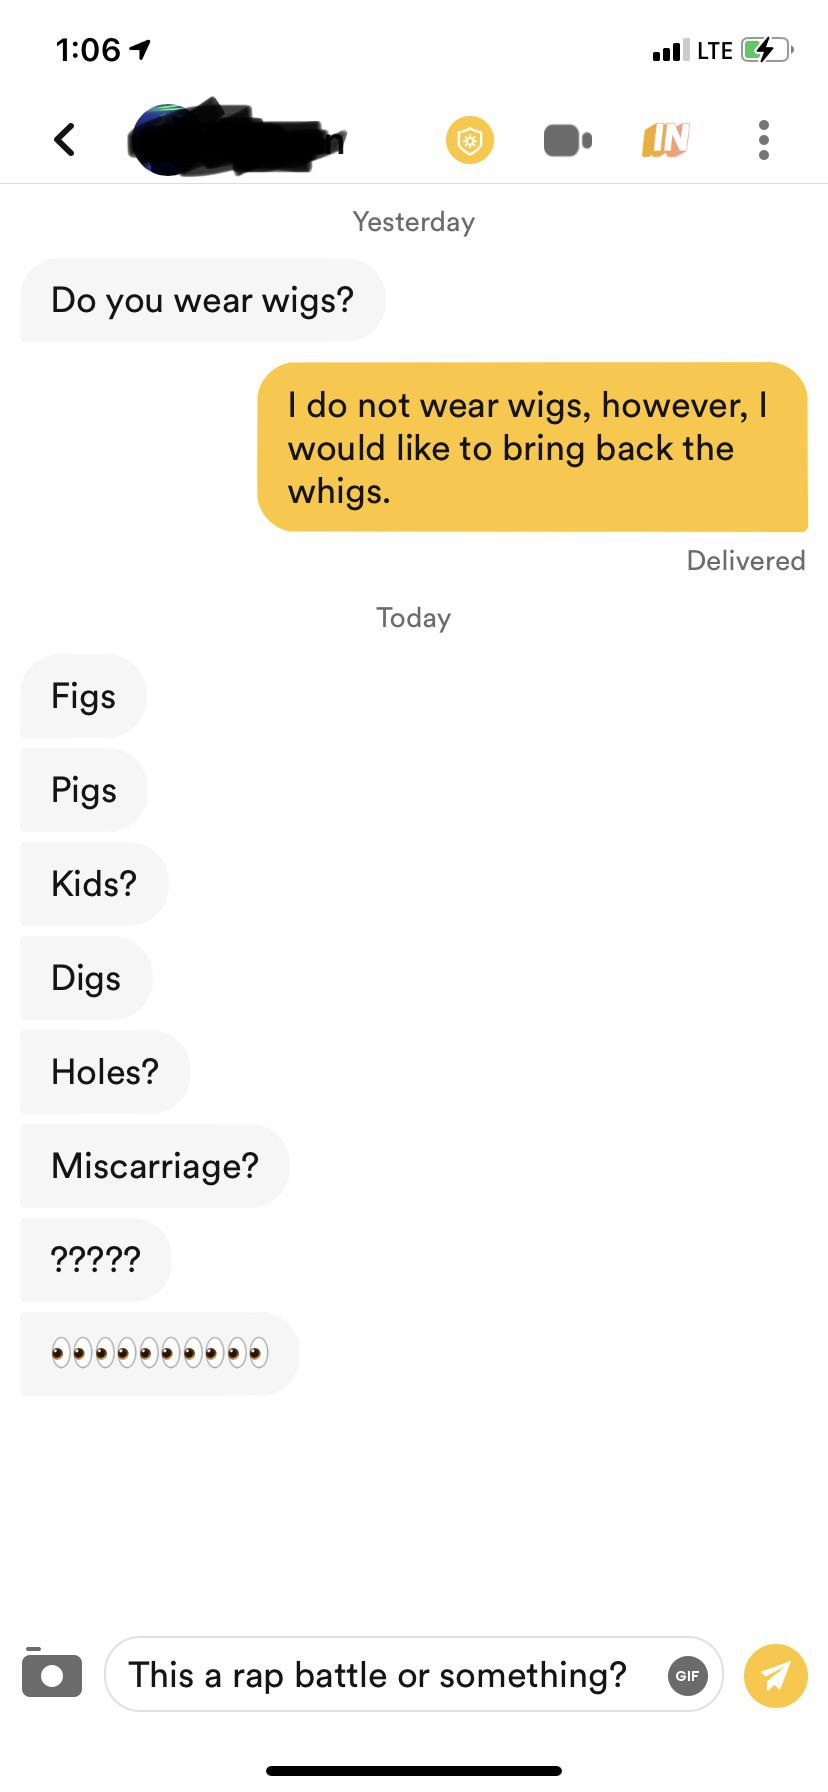 1:06
LTE
n
IN
Yesterday
Do you wear wigs?
I do not wear wigs, however, I
would like to bring back the
whigs.
Delivered
Today
Figs
Pigs
Kids?
Digs
Holes?
Miscarriage?
?????
👀👀👀👀👀
This a rap battle or something?
GIF